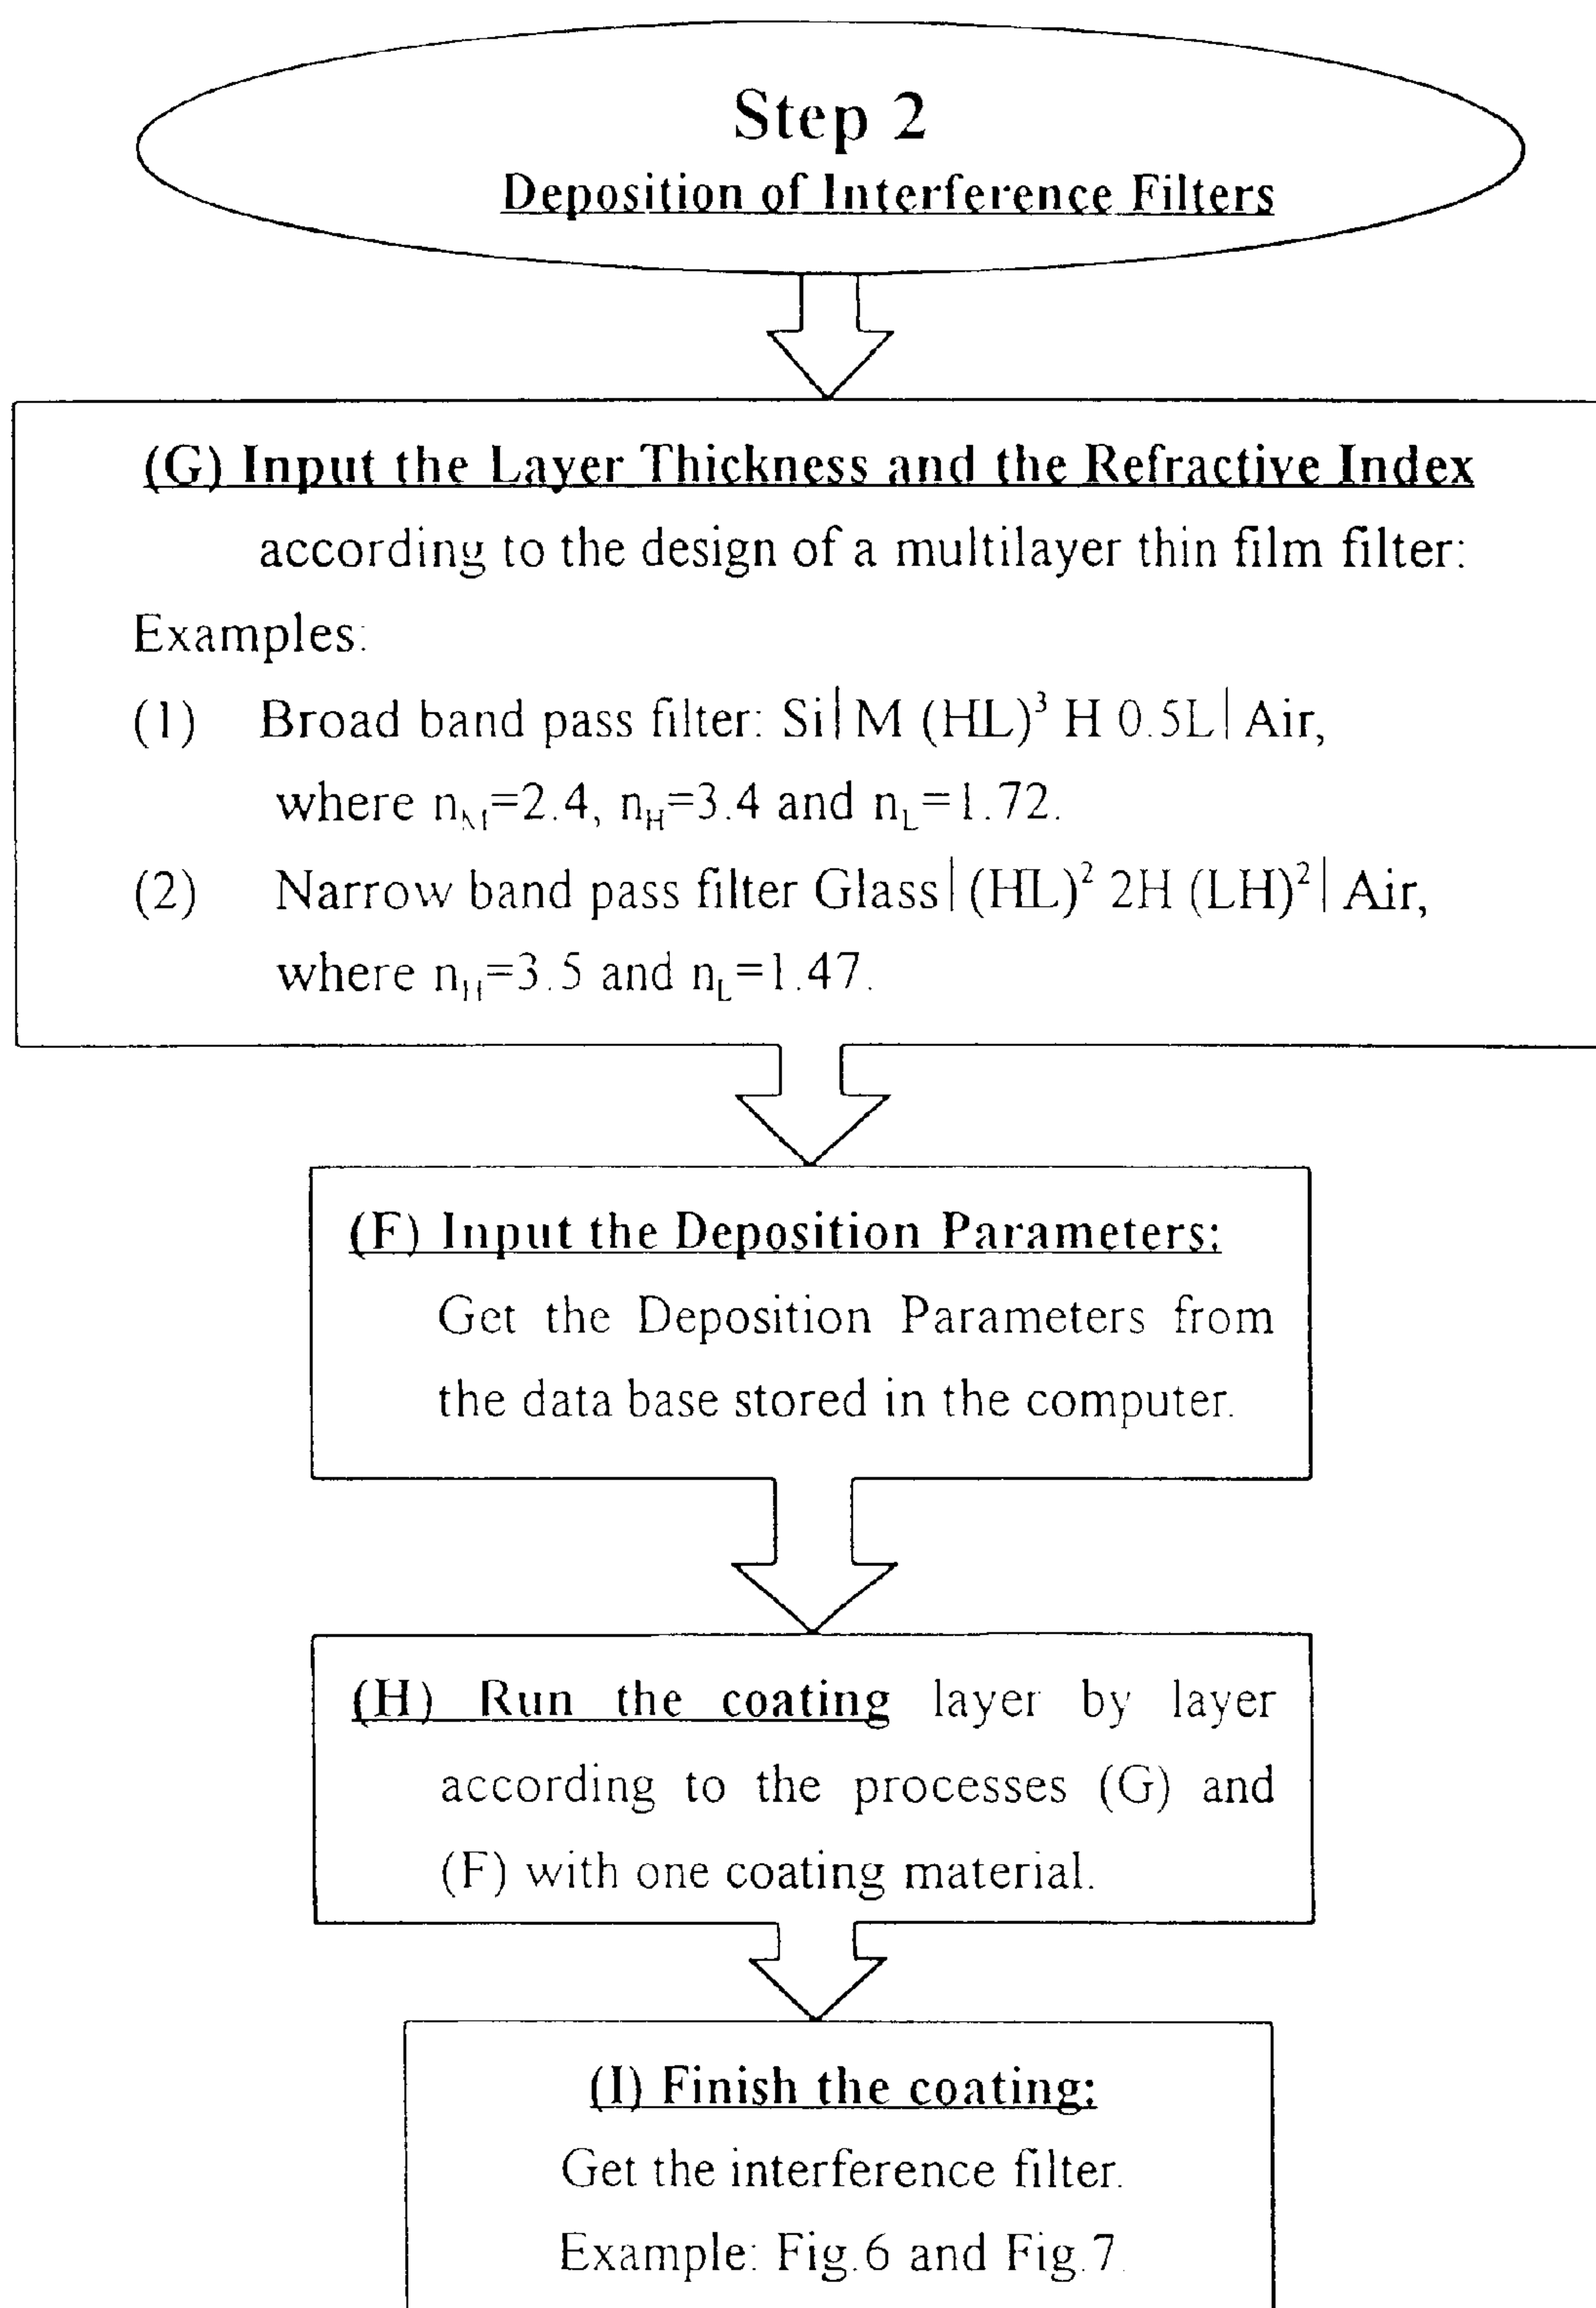 Step 2
Deposition of Interference Filters
(G) Input the Layer Thickness and the Refractive Index
according to the design of a multilayer thin film filter:
Examples:
(1) Broad band pass filter: Si│M (HL)³ H 0.5L│Air,
where n_M=2.4, n_H=3.4 and n_L=1.72.
(2) Narrow band pass filter Glass│(HL)² 2H (LH)²│Air,
where n_H=3.5 and n_L=1.47.
(F) Input the Deposition Parameters:
Get the Deposition Parameters from
the data base stored in the computer.
(H) Run the coating layer by layer
according to the processes (G) and
(F) with one coating material.
(I) Finish the coating:
Get the interference filter.
Example: Fig.6 and Fig.7